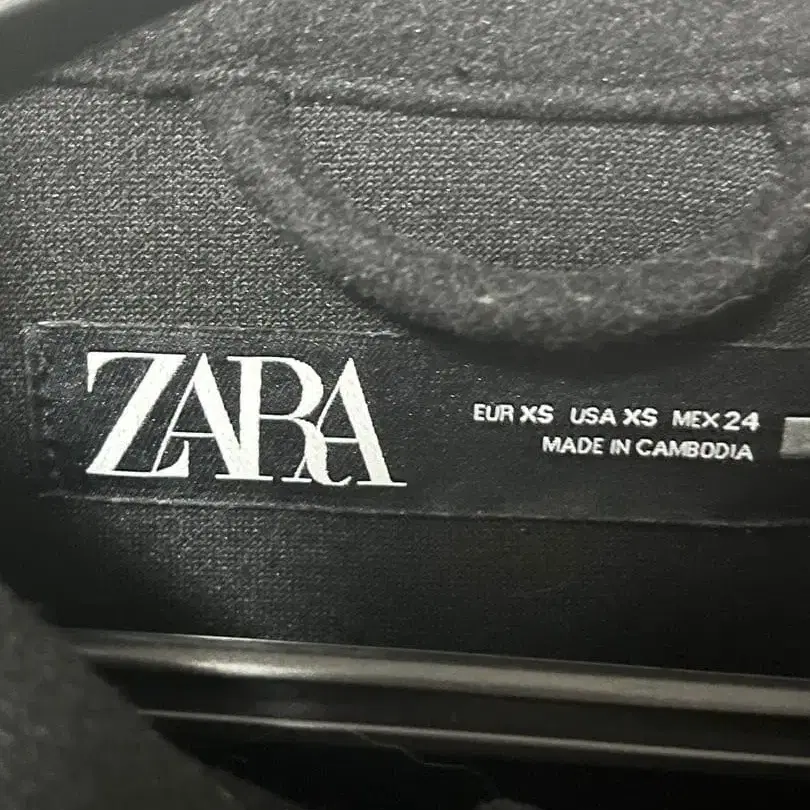 ZARA
EUR XS USA XS MEX 24
MADE IN CAMBODIA